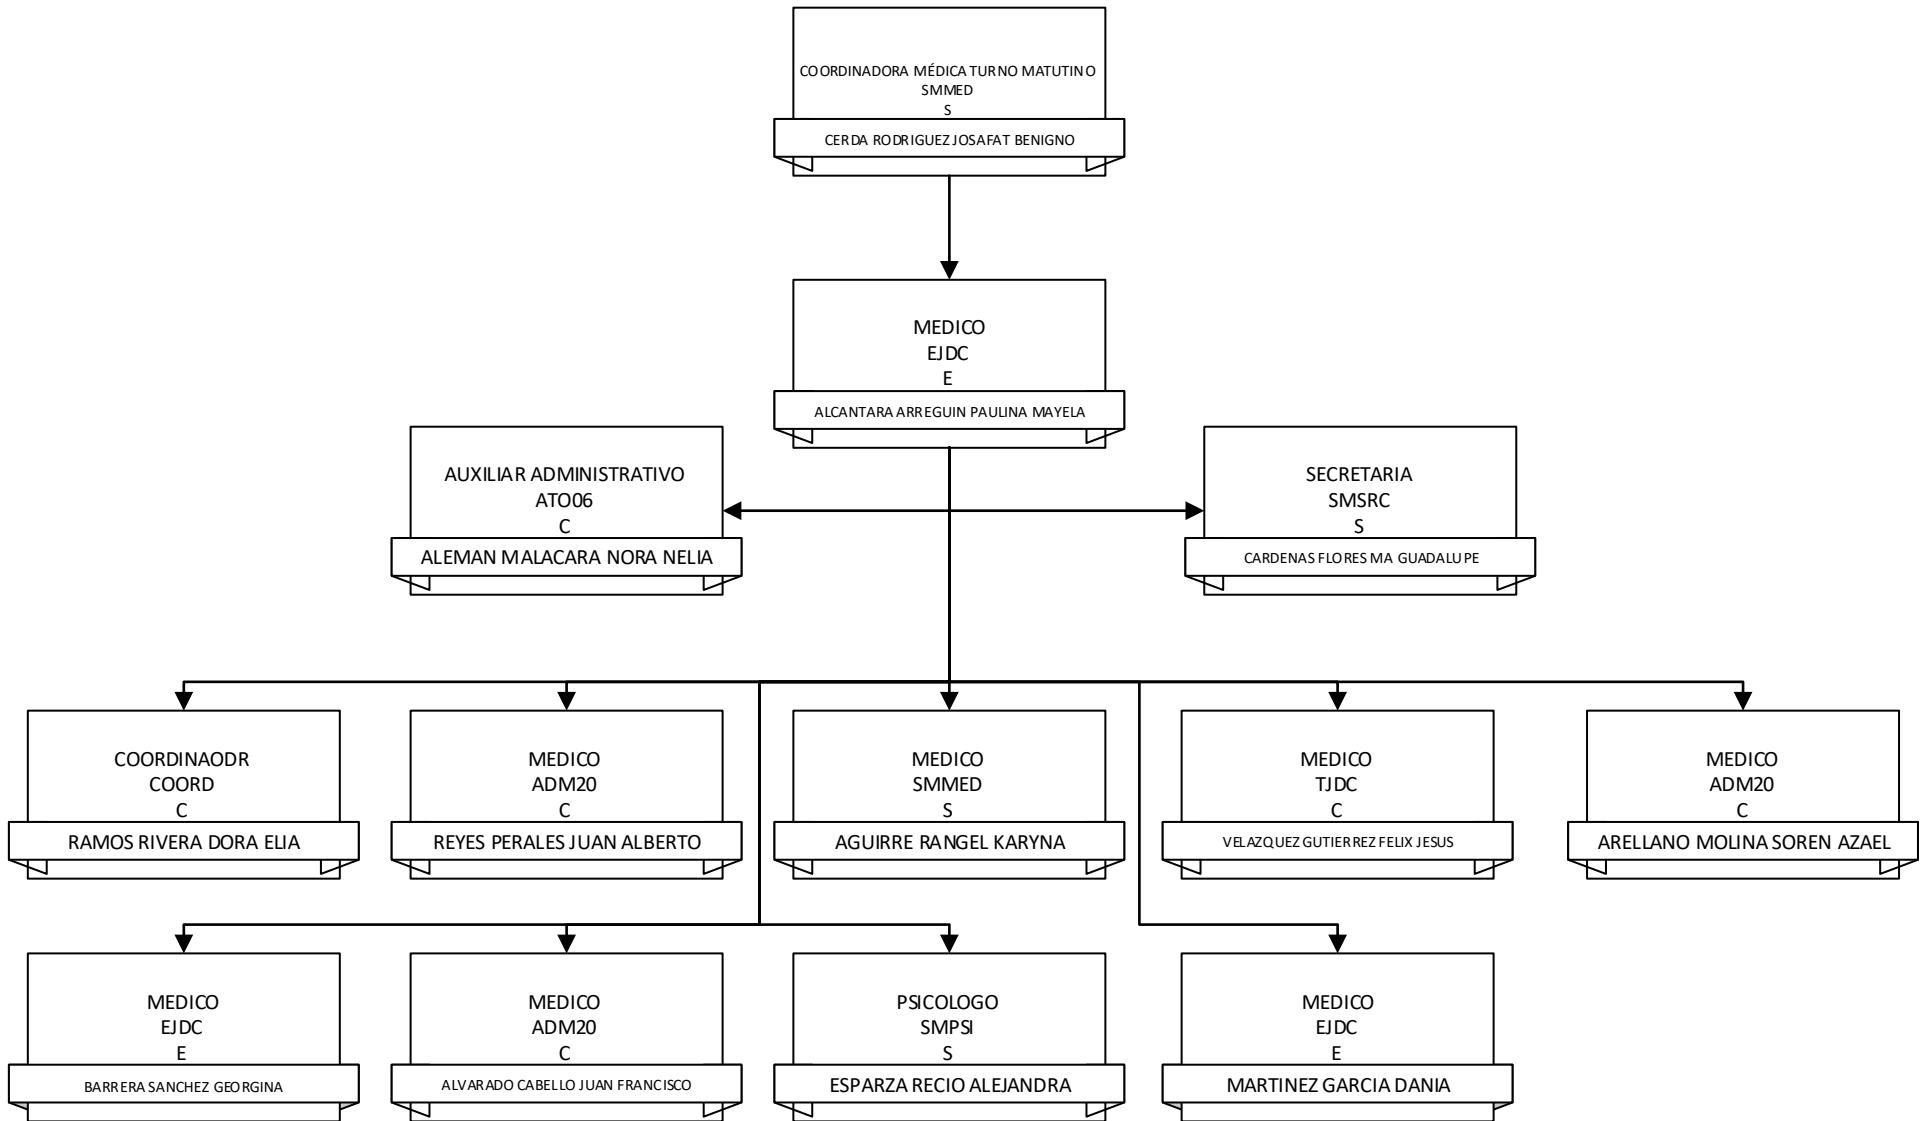 COORDINADORA MÉDICA TURNO MATUTINO
SMMED
S
CERDA RODRIGUEZ JOSAFAT BENIGNO
MEDICO
EJDC
E
ALCANTARA ARREGUIN PAULINA MAYELA
AUXILIAR ADMINISTRATIVO
ATO06
C
ALEMAN MALACARA NORA NELIA
SECRETARIA
SMSRC
S
CARDENAS FLORES MA GUADALUPE
COORDINAODR
COORD
C
RAMOS RIVERA DORA ELIA
MEDICO
ADM20
C
REYES PERALES JUAN ALBERTO
MEDICO
SMMED
S
AGUIRRE RANGEL KARYNA
MEDICO
TJDC
C
VELAZQUEZ GUTIERREZ FELIX JESUS
MEDICO
ADM20
C
ARELLANO MOLINA SOREN AZAEL
MEDICO
EJDC
E
BARRERA SANCHEZ GEORGINA
MEDICO
ADM20
C
ALVARADO CABELLO JUAN FRANCISCO
PSICOLOGO
SMPSI
S
ESPARZA RECIO ALEJANDRA
MEDICO
EJDC
E
MARTINEZ GARCIA DANIA